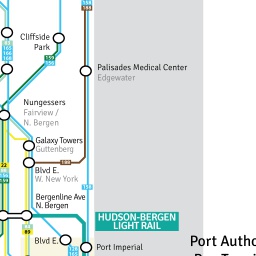 Cliffside
Park
Palisades Medical Center
Edgewater
Nungessers
Fairview /
N. Bergen
Galaxy Towers
Guttenberg
188
Blvd E.
W. New York
Bergenline Ave
N. Bergen
HUDSON-BERGEN
LIGHT RAIL
Blvd E.
Port Imperial
Port Autho